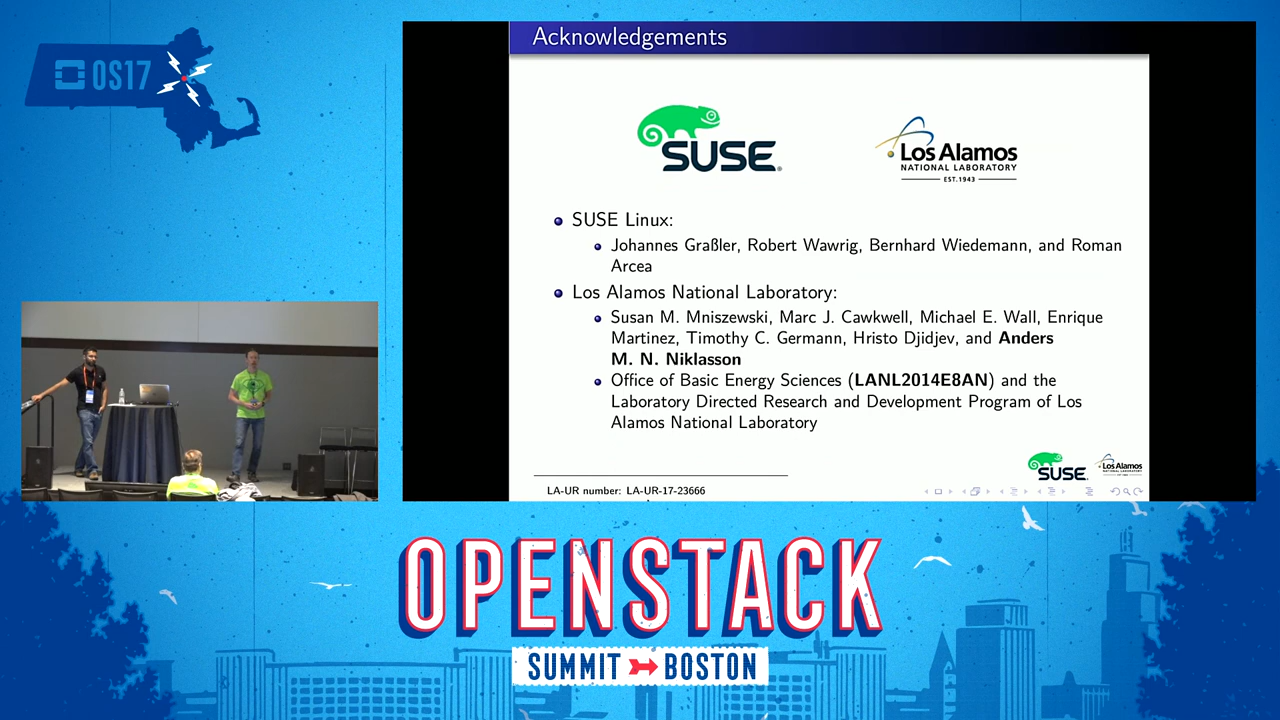 OS17
Acknowledgements
SUSE
Los Alamos
NATIONAL LABORATORY
EST.1943
SUSE Linux:
Johannes Graßler, Robert Wawrig, Bernhard Wiedemann, and Roman
Arcea
Los Alamos National Laboratory:
Susan M. Mniszewski, Marc J. Cawkwell, Michael E. Wall, Enrique
Martinez, Timothy C. Germann, Hristo Djidjev, and Anders
M. N. Niklasson
Office of Basic Energy Sciences (LANL2014E8AN) and the
Laboratory Directed Research and Development Program of Los
Alamos National Laboratory
SUSE
Los Alamos
LA-UR number: LA-UR-17-23666
OPENSTACK
SUMMIT BOSTON